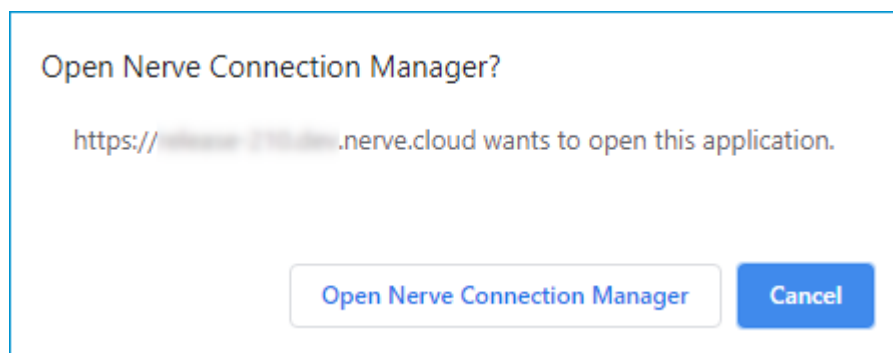 Open Nerve Connection Manager?
https:// .nerve.cloud wants to open this application.
Open Nerve Connection Manager
Cancel